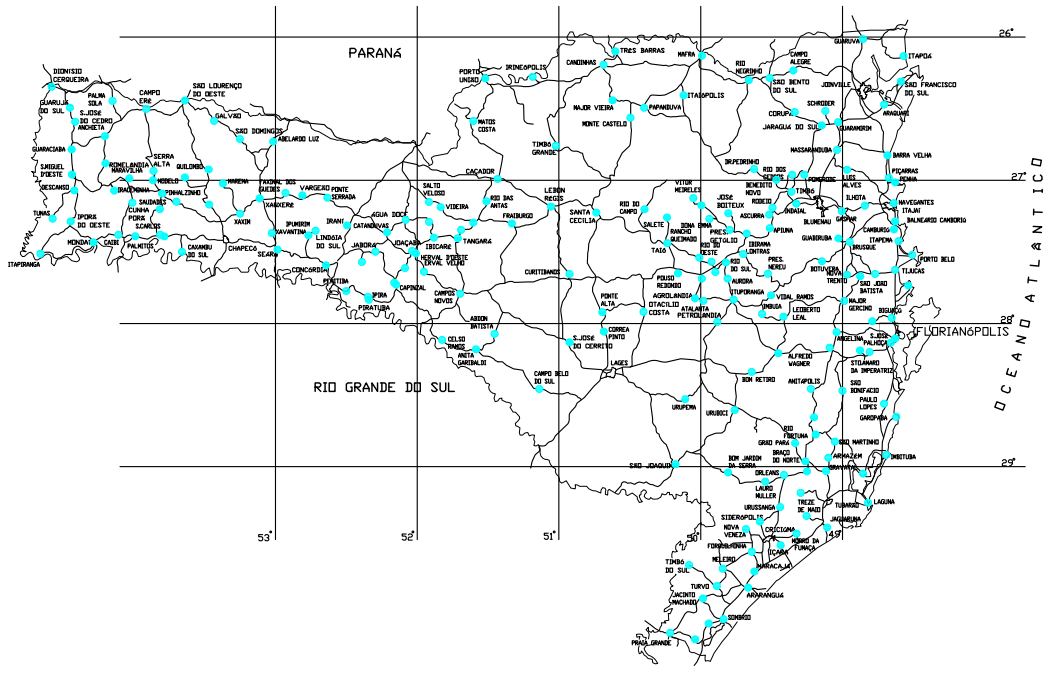 26°
PARANÁ
GUARUVA
TRÊS BARRAS
MAFRA
CANOINHAS
CAMPO
ALEGRE
ITAPOÁ
DIONÍSIO
CERQUEIRA
PORTO
UNIÃO
IRINEÓPOLIS
RIO
NEGRINHO
SÃO BENTO
DO SUL
JOINVILLE
SÃO FRANCISCO
DO SUL
PALMA
SOLA
CAMPO
ERÊ
SÃO LOURENÇO
DO OESTE
ITAIÓPOLIS
GUARUJÁ
DO SUL
S.JOSÉ
DO CEDRO
ANCHIETA
GALVÃO
MAJOR VIEIRA
PAPANDUVA
MONTE CASTELO
CORUPÁ
SCHRODER
ARAQUARI
MATOS
COSTA
JARAGUÁ DO SUL
GUARAMIRIM
SÃO DOMINGOS
ABELARDO LUZ
TIMBÓ
GRANDE
GUARACIABA
MASSARANDUBA
BARRA VELHA
ROMELÂNDIA
MARAVILHA
SERRA
ALTA
QUILOMBO
DR.PEDRINHO
RIO DOS
CEDROS
S.MIGUEL
D'OESTE
CAÇADOR
27°
POMERODE
LUIS
ALVES
PIÇARRAS
PENHA
MODELO
MAREMA
DESCANSO
IRACEMINHA
PINHALZINHO
FAXINAL DOS
GUEDES
VARGEÃO
PONTE
SERRADA
SALTO
VELOSO
LEBON
RÉGIS
VITOR
MEIRELES
BENEDITO
NOVO
TIMBÓ
SAUDADES
XANXERÊ
VIDEIRA
RIO DAS
ANTAS
RODEIO
INDAIAL
ILHOTA
NAVEGANTES
ITAJAÍ
CUNHA
PORÃ
TUNAS
XAXIM
FRAIBURGO
SANTA
CECÍLIA
RIO DO
CAMPO
JOSÉ
BOITEUX
ASCURRA
BLUMENAU
GASPAR
BALNEÁRIO CAMBORIÚ
IPORÃ
DO OESTE
S.CARLOS
IPUMIRIM
IRANI
CATANDUVAS
ÁGUA DOCE
SALETE
DONA EMMA
APIUNA
CAMBURIÚ
XAVANTINA
LINDÓIA
DO SUL
RANCHO
QUEIMADO
PRES.
GETÚLIO
GUABIRUBA
ITAPEMA
MONDAÍ
CAIBI
PALMITOS
CAXAMBU
DO SUL
CHAPECÓ
SEARA
JABORÁ
JOAÇABA
IBICARÉ
TANGARÁ
TAIÓ
RIO DO
OESTE
IBIRAMA
LONTRAS
BRUSQUE
HERVAL D'OESTE
ERVAL VELHO
PORTO BELO
ITAPIRANGA
CONCÓRDIA
CURITIBANOS
POUSO
REDONDO
RIO
DO SUL
PRES.
NEREU
BOTUVERÁ
NOVA
TRENTO
TIJUCAS
AURORA
SÃO JOÃO
BATISTA
PERITIBA
IPIRA
PIRATUBA
CAPINZAL
CAMPOS
NOVOS
PONTE
ALTA
AGROLÂNDIA
ITUPORANGA
VIDAL RAMOS
OTACÍLIO
COSTA
ATALANTA
PETROLÂNDIA
IMBUIA
LEOBERTO
LEAL
MAJOR
GERCINO
28°
BIGUAÇU
ABDON
BATISTA
CORREA
PINTO
FLORIANÓPOLIS
CELSO
RAMOS
S.JOSÉ
DO CERRITO
ANGELINA
S.JOSÉ
PALHOÇA
ANITA
GARIBALDI
ALFREDO
WAGNER
STO.AMARO
DA IMPERATRIZ
LAGES
RIO GRANDE DO SUL
CAMPO BELO
DO SUL
BOM RETIRO
ANITÁPOLIS
SÃO
BONIFÁCIO
URUPEMA
URUBICI
PAULO
LOPES
GAROPABA
OCEANO ATLÂNTICO
RIO
FORTUNA
GRÃO PARÁ
SÃO MARTINHO
BRAÇO
DO NORTE
ARMAZÉM
IMBITUBA
SÃO JOAQUIM
BOM JARDIM
DA SERRA
29°
ORLEANS
GRAVATAL
LAURO
MULLER
TREZE
DE MAIO
TUBARÃO
LAGUNA
URUSSANGA
SIDERÓPOLIS
JAGUARUNA
53°
52°
51°
50°
NOVA
VENEZA
CRICIÚMA
MORRO DA
FUMAÇA
49°
FORQUILHINHA
IÇARA
TIMBÉ
DO SUL
MELEIRO
MARACAJÁ
TURVO
JACINTO
MACHADO
ARARANGUÁ
SOMBRIO
PRAIA GRANDE